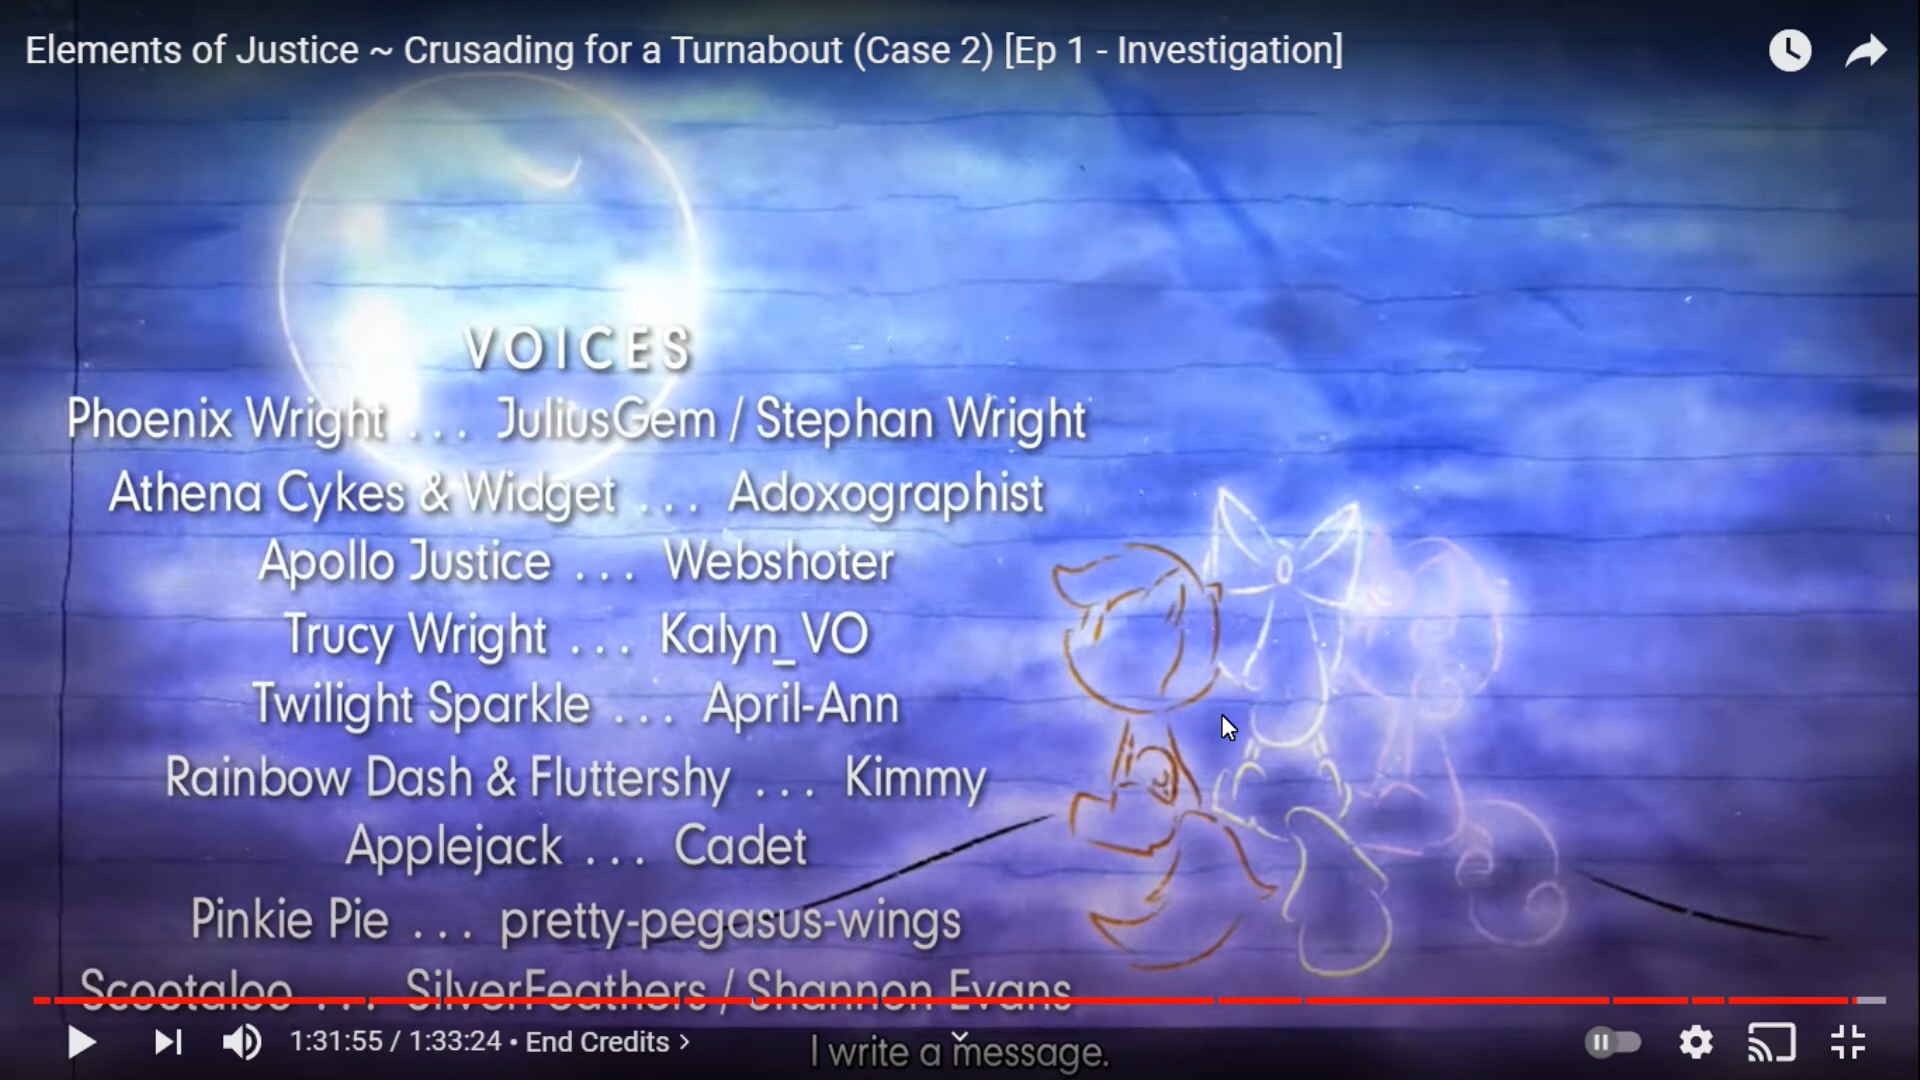 Elements of Justice ~ Crusading for a Turnabout (Case 2) [Ep 1 - Investigation]
VOICES
Phoenix Wright ... JuliusGem / Stephan Wright
Athena Cykes & Widget ... Adoxographist
Apollo Justice ... Webshoter
Trucy Wright ... Kalyn_VO
Twilight Sparkle ... April-Ann
Rainbow Dash & Fluttershy ... Kimmy
Applejack ... Cadet
Pinkie Pie ... pretty-pegasus-wings
Scootaloo ... SilverFeathers / Shannon Evans
1:31:55 / 1:33:24 • End Credits
I write a message.